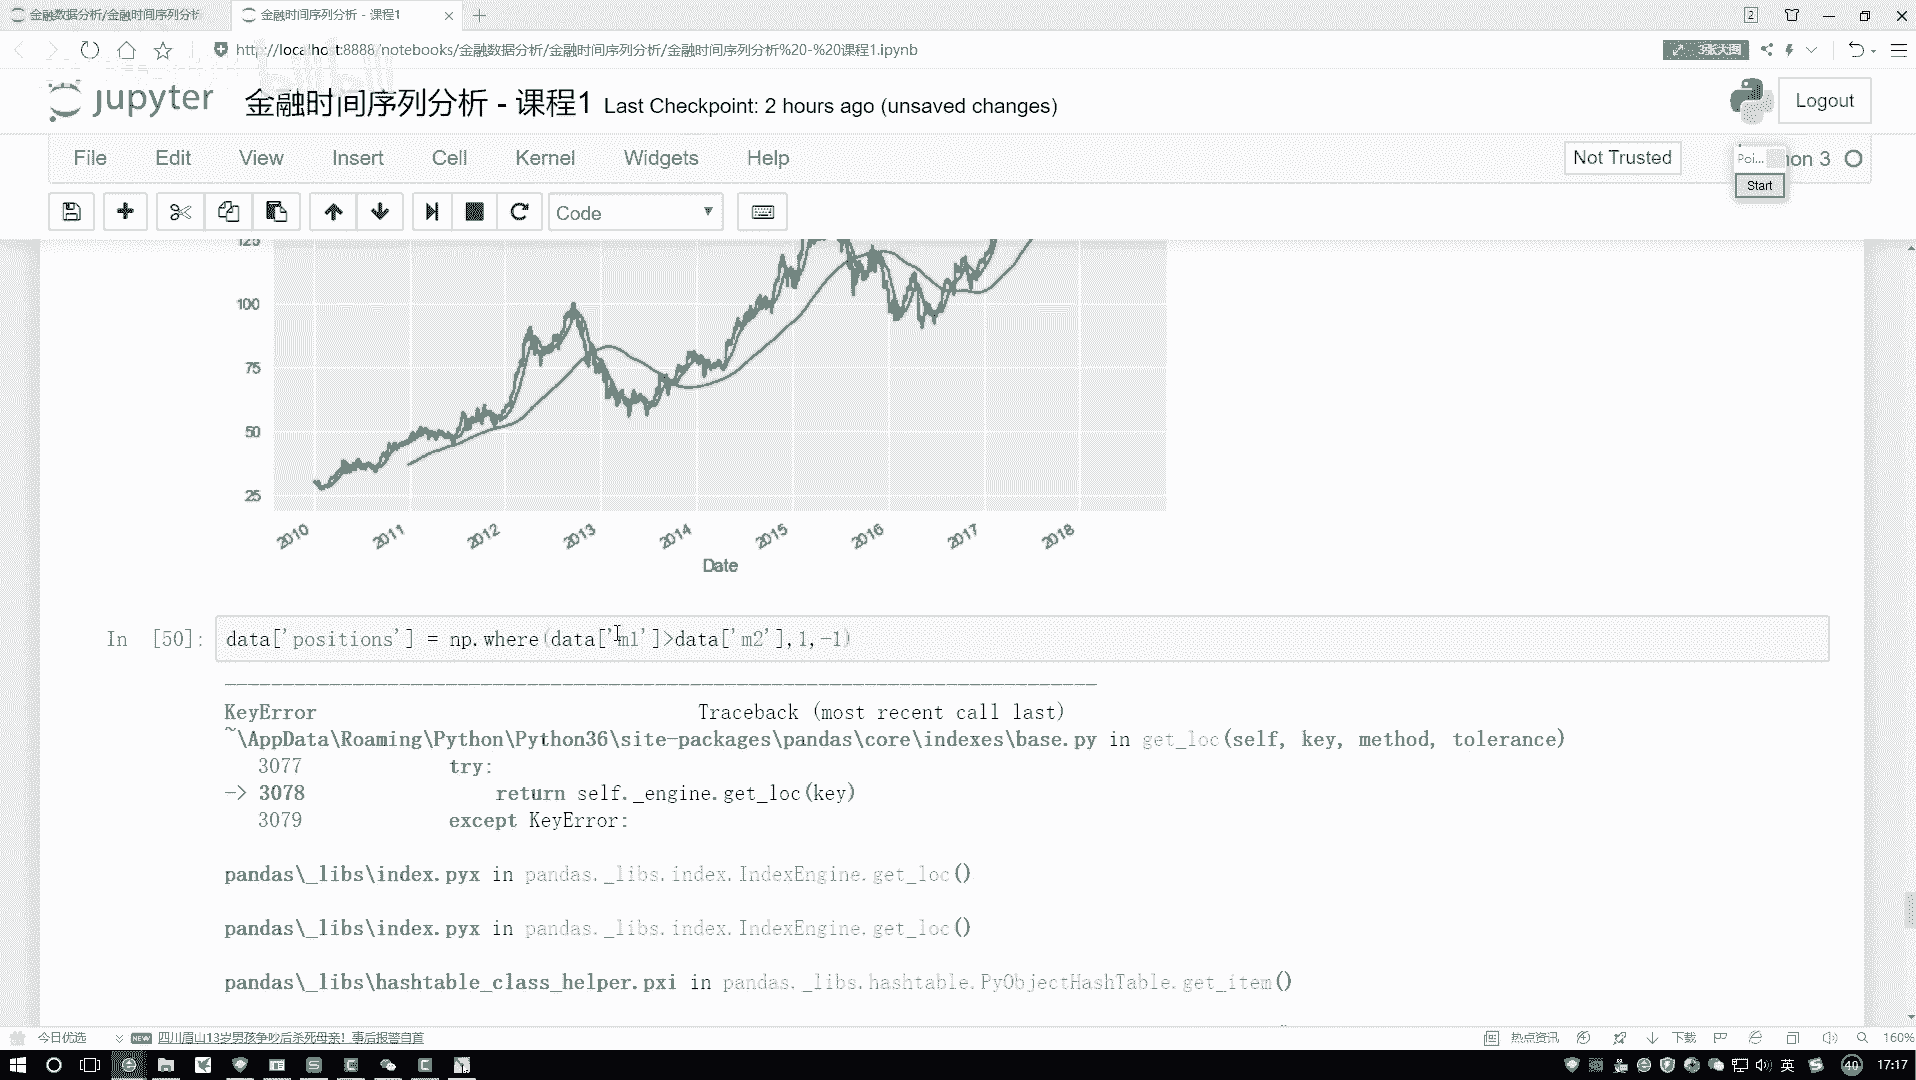 金融数据分析/金融时间序列分析
金融时间序列分析 - 课程1
2
http://localhost:8888/notebooks/金融数据分析/金融时间序列分析/金融时间序列分析%20-%20课程1.ipynb
3张大图
jupyter
金融时间序列分析 - 课程1
Last Checkpoint: 2 hours ago (unsaved changes)
Logout
File
Edit
View
Insert
Cell
Kernel
Widgets
Help
Not Trusted
Poi...
hon 3
Start
Code
125
100
75
50
25
2010
2011
2012
2013
2014
2015
2016
2017
2018
Date
In [50]:
data['positions'] = np.where(data['m1']>data['m2'],1,-1)
KeyError Traceback (most recent call last)
~\AppData\Roaming\Python\Python36\site-packages\pandas\core\indexes\base.py in get_loc(self, key, method, tolerance)
3077 try:
-> 3078 return self._engine.get_loc(key)
3079 except KeyError:
pandas\_libs\index.pyx in pandas._libs.index.IndexEngine.get_loc()
pandas\_libs\index.pyx in pandas._libs.index.IndexEngine.get_loc()
pandas\_libs\hashtable_class_helper.pxi in pandas._libs.hashtable.PyObjectHashTable.get_item()
今日优选
NEW
四川眉山13岁男孩争吵后杀死母亲！事后报警自首
热点资讯
下载
160%
英
40
17:17